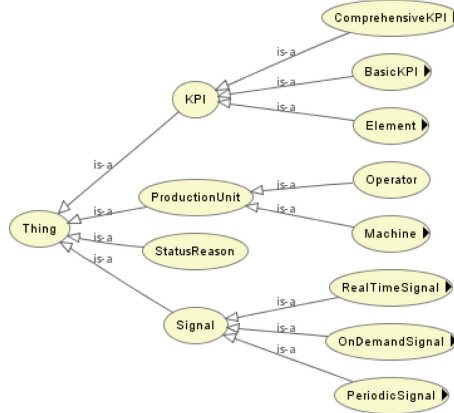 ComprehensiveKPI
is-a
BasicKPI
is-a
KPI
is-a
Element
is-a
Operator
is-a
ProductionUnit
is-a
is-a
Thing
is-a
StatusReason
Machine
is-a
RealTimeSignal
is-a
Signal
is-a
OnDemandSignal
is-a
PeriodicSignal